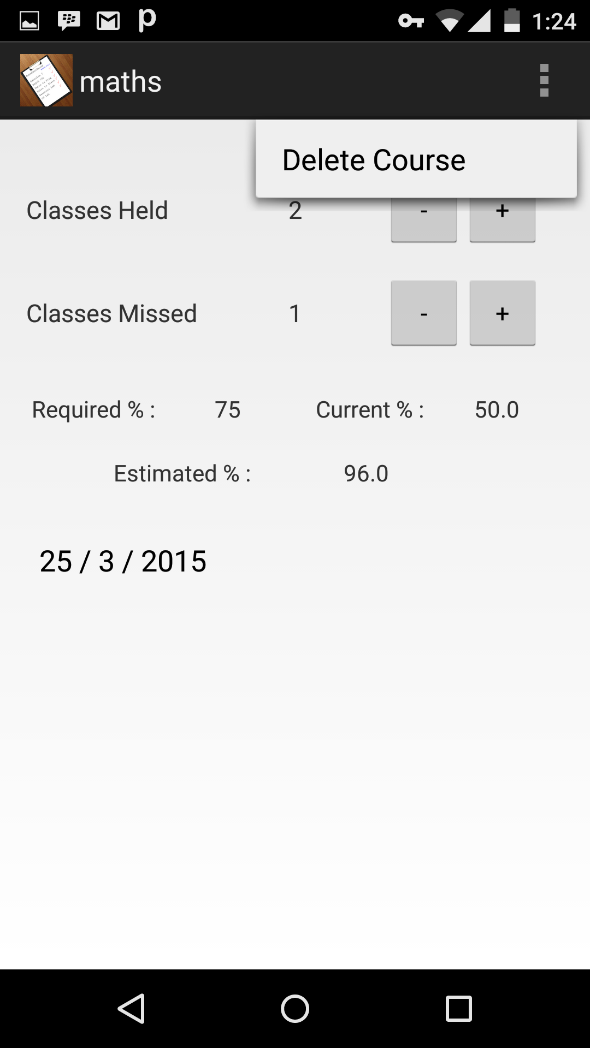 1:24
maths
Delete Course
Classes Held 2 - +
Classes Missed 1 - +
Required % : 75 Current % : 50.0
Estimated % : 96.0
25 / 3 / 2015